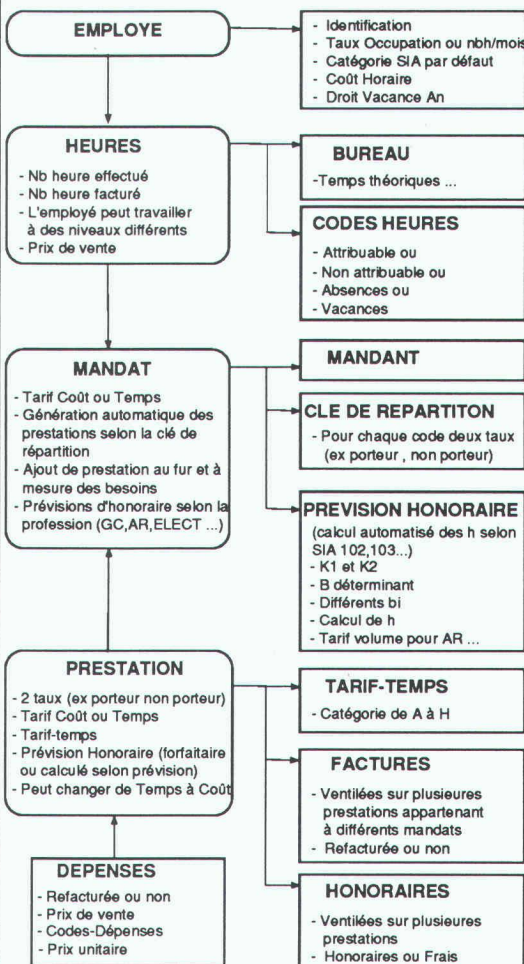 EMPLOYE
- Identification
- Taux Occupation ou nbh/mois
- Catégorie SIA par défaut
- Coût Horaire
- Droit Vacance An
HEURES
- Nb heure effectué
- Nb heure facturé
- L'employé peut travailler
à des niveaux différents
- Prix de vente
BUREAU
-Temps théoriques ...
CODES HEURES
- Attribuable ou
- Non attribuable ou
- Absences ou
- Vacances
MANDAT
- Tarif Coût ou Temps
- Génération automatique des
prestations selon la clé de
répartition
- Ajout de prestation au fur et à
mesure des besoins
- Prévisions d'honoraire selon la
profession (GC,AR,ELECT ...)
MANDANT
CLE DE REPARTITON
- Pour chaque code deux taux
(ex porteur , non porteur)
PREVISION HONORAIRE
(calcul automatisé des h selon
SIA 102,103...)
- K1 et K2
- B déterminant
- Différents bi
- Calcul de h
- Tarif volume pour AR ...
PRESTATION
- 2 taux (ex porteur non porteur)
- Tarif Coût ou Temps
- Tarif-temps
- Prévision Honoraire (forfaitaire
ou calculé selon prévision)
- Peut changer de Temps à Coût
TARIF-TEMPS
- Catégorie de A à H
FACTURES
- Ventilées sur plusieures
prestations appartenant
à différents mandats
- Refacturée ou non
DEPENSES
- Refacturée ou non
- Prix de vente
- Codes-Dépenses
- Prix unitaire
HONORAIRES
- Ventilées sur plusieures
prestations
- Honoraires ou Frais